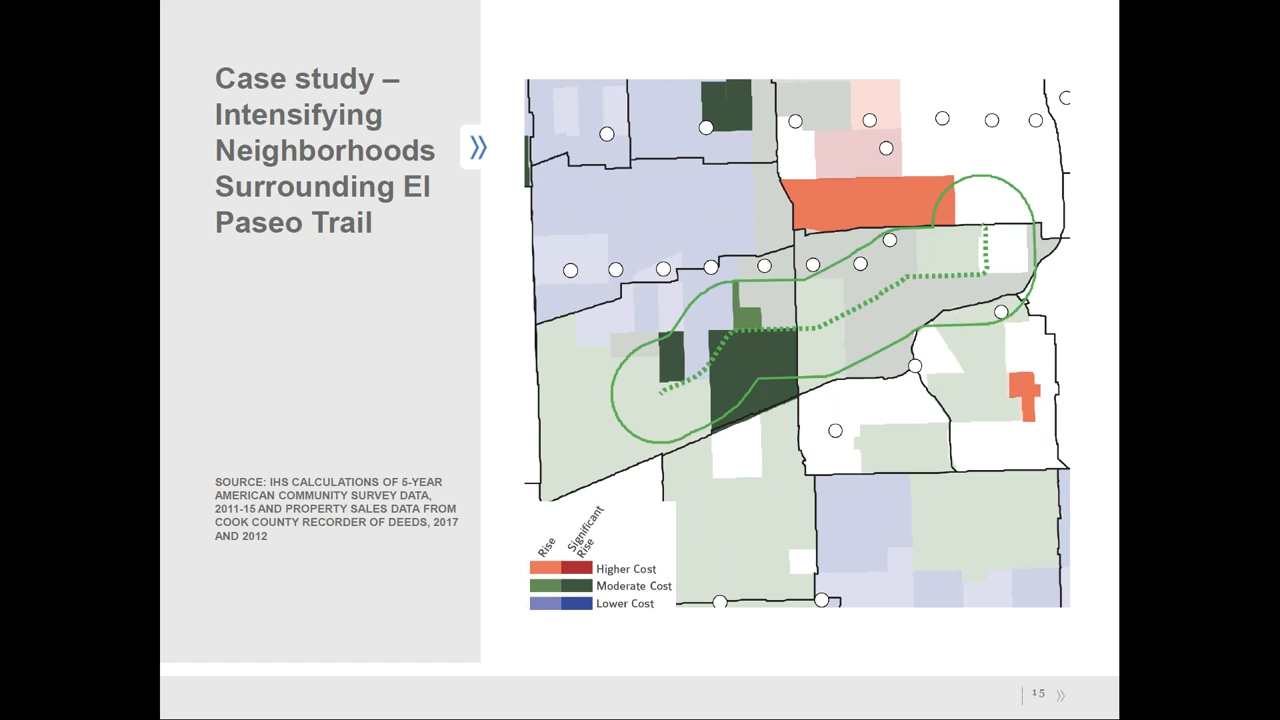 Case study –
Intensifying
Neighborhoods
Surrounding El
Paseo Trail
SOURCE: IHS CALCULATIONS OF 5-YEAR
AMERICAN COMMUNITY SURVEY DATA,
2011-15 AND PROPERTY SALES DATA FROM
COOK COUNTY RECORDER OF DEEDS, 2017
AND 2012
Rise
Significant
Rise
Higher Cost
Moderate Cost
Lower Cost
15